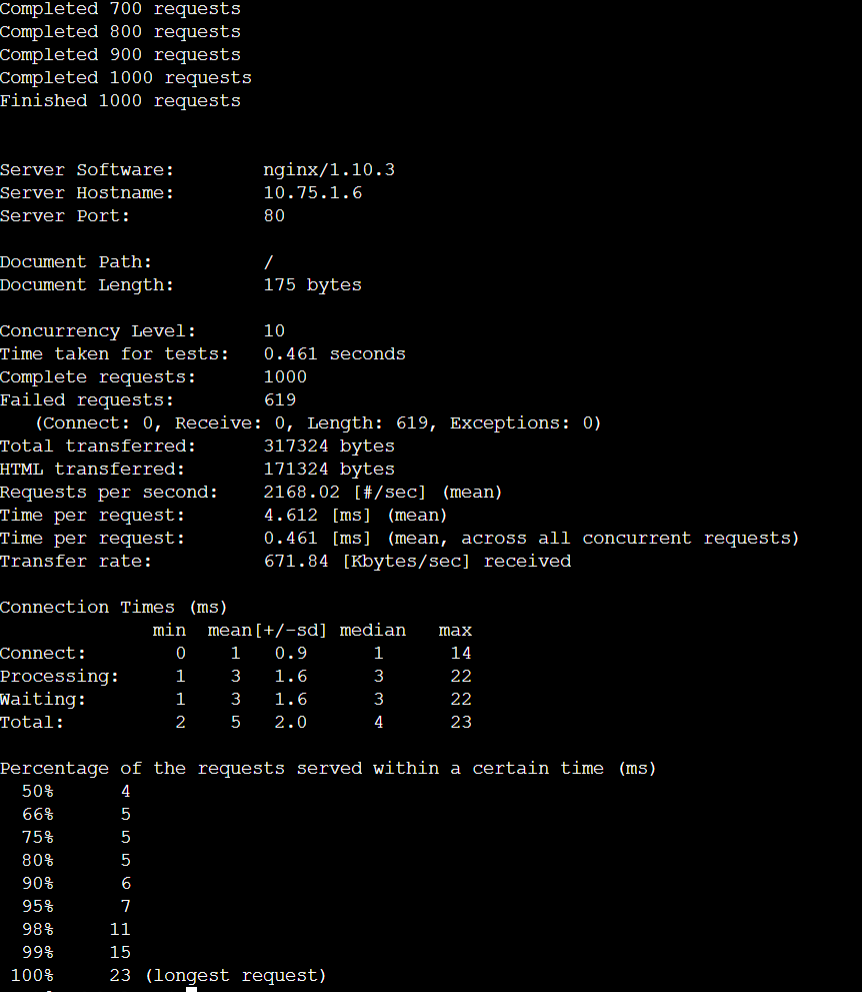 Completed 700 requests
Completed 800 requests
Completed 900 requests
Completed 1000 requests
Finished 1000 requests
Server Software: nginx/1.10.3
Server Hostname: 10.75.1.6
Server Port: 80
Document Path: /
Document Length: 175 bytes
Concurrency Level: 10
Time taken for tests: 0.461 seconds
Complete requests: 1000
Failed requests: 619
(Connect: 0, Receive: 0, Length: 619, Exceptions: 0)
Total transferred: 317324 bytes
HTML transferred: 171324 bytes
Requests per second: 2168.02 [#/sec] (mean)
Time per request: 4.612 [ms] (mean)
Time per request: 0.461 [ms] (mean, across all concurrent requests)
Transfer rate: 671.84 [Kbytes/sec] received
Connection Times (ms)
min mean[+/-sd] median max
Connect: 0 1 0.9 1 14
Processing: 1 3 1.6 3 22
Waiting: 1 3 1.6 3 22
Total: 2 5 2.0 4 23
Percentage of the requests served within a certain time (ms)
50% 4
66% 5
75% 5
80% 5
90% 6
95% 7
98% 11
99% 15
100% 23 (longest request)